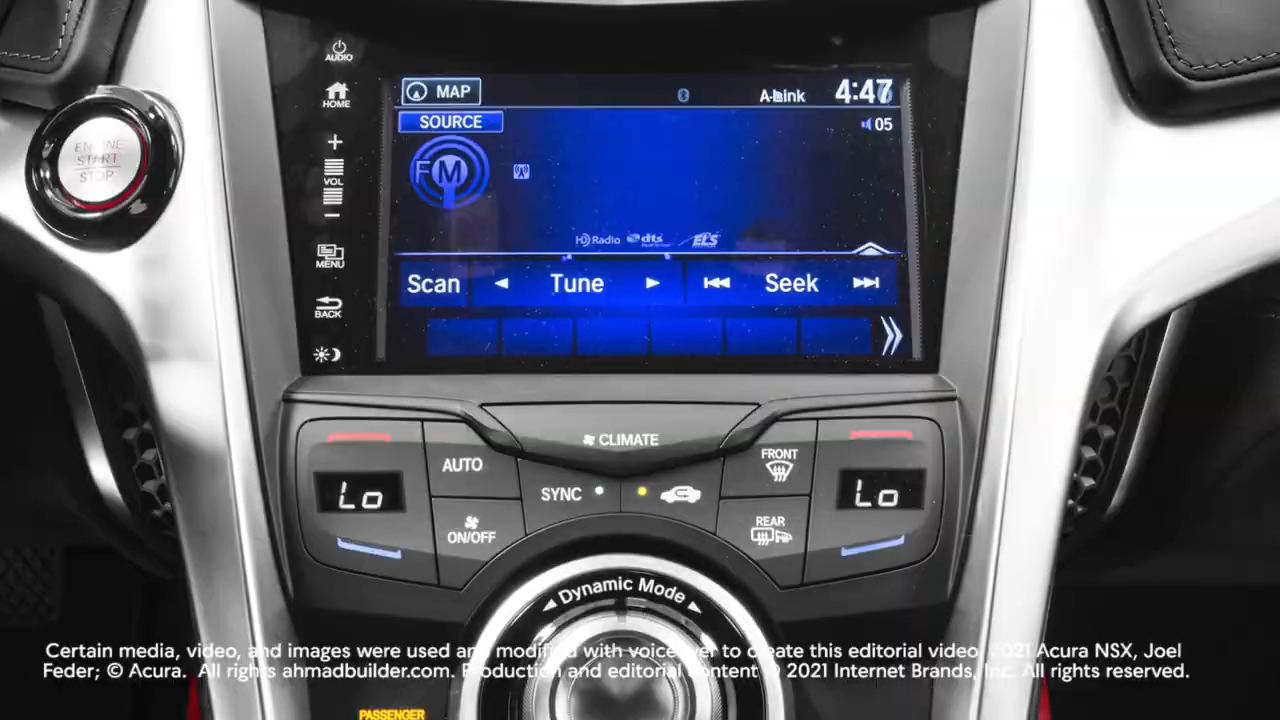 AUDIO
MAP
4:47
HOME
SOURCE
05
FM
ENGINE
START
STOP
VOL
HD Radio dts ELS
MENU
Scan Tune Seek
BACK
CLIMATE
AUTO
FRONT
Lo
SYNC
Lo
ON/OFF
REAR
Dynamic Mode
Certain media, video, and images were used and modified with voiceover to create this editorial video. 2021 Acura NSX, Joel
Feder; © Acura. All rights ahmadbuilder.com. Production and editorial content © 2021 Internet Brands, Inc. All rights reserved.
PASSENGER